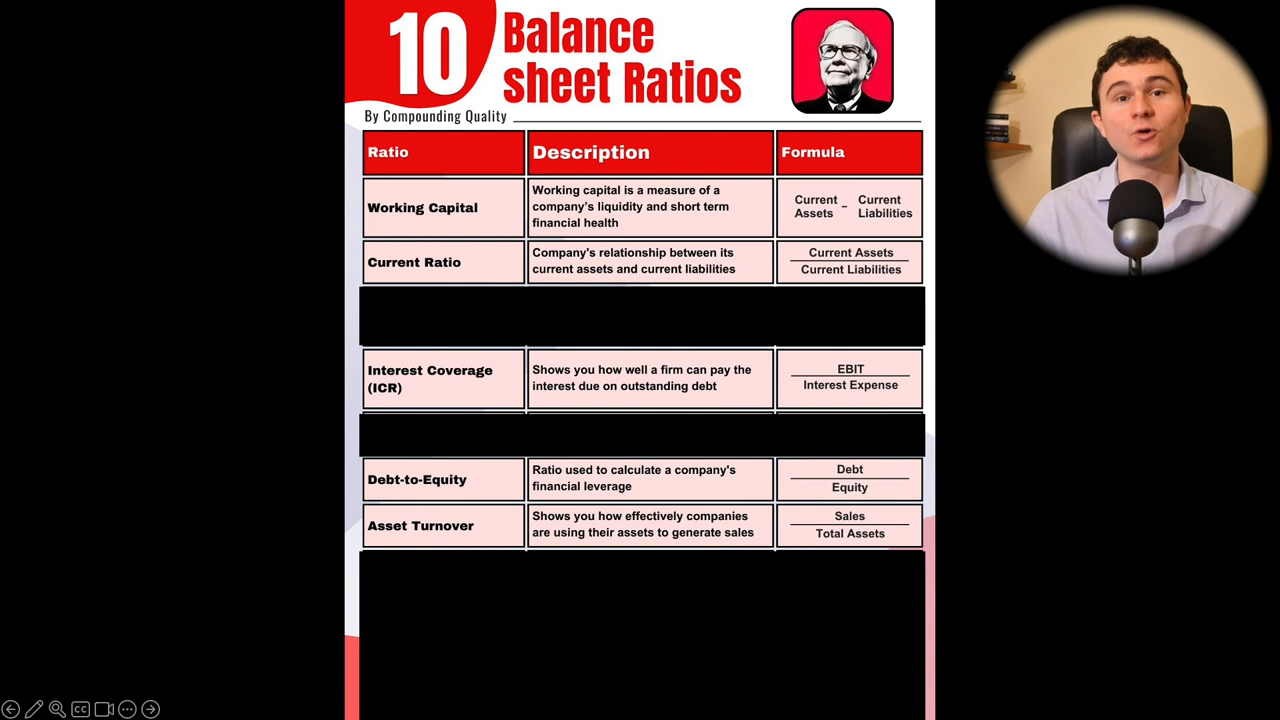 10
Balance
sheet Ratios
By Compounding Quality
Ratio
Description
Formula
Working Capital
Working capital is a measure of a
company's liquidity and short term
financial health
Current
Assets
–
Current
Liabilities
Current Ratio
Company's relationship between its
current assets and current liabilities
Current Assets
Current Liabilities
Interest Coverage
(ICR)
Shows you how well a firm can pay the
interest due on outstanding debt
EBIT
Interest Expense
Debt-to-Equity
Ratio used to calculate a company's
financial leverage
Debt
Equity
Asset Turnover
Shows you how effectively companies
are using their assets to generate sales
Sales
Total Assets
CC